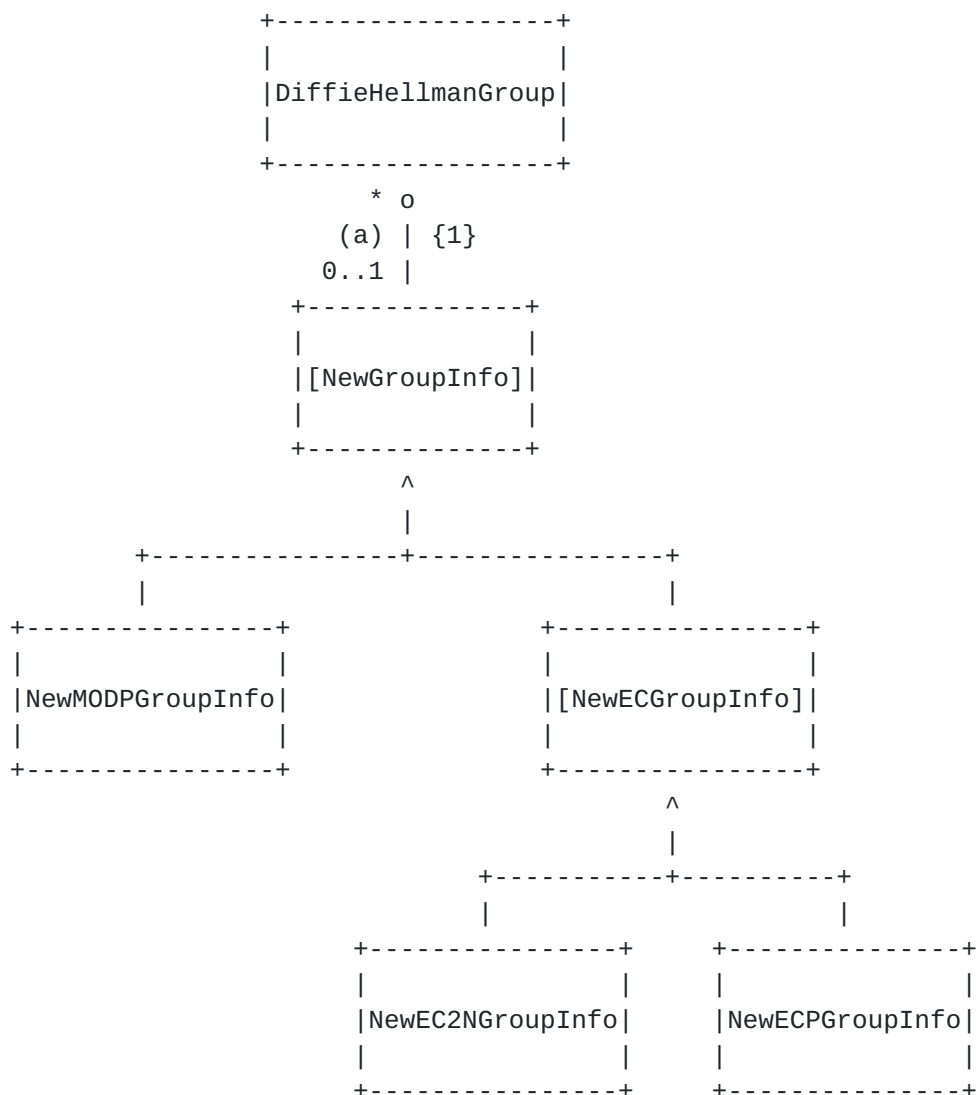 DiffieHellmanGroup
* o
(a) | {1}
0..1 |
[NewGroupInfo]
^
NewMODPGroupInfo [NewECGroupInfo]
^
NewEC2NGroupInfo NewECPGroupInfo